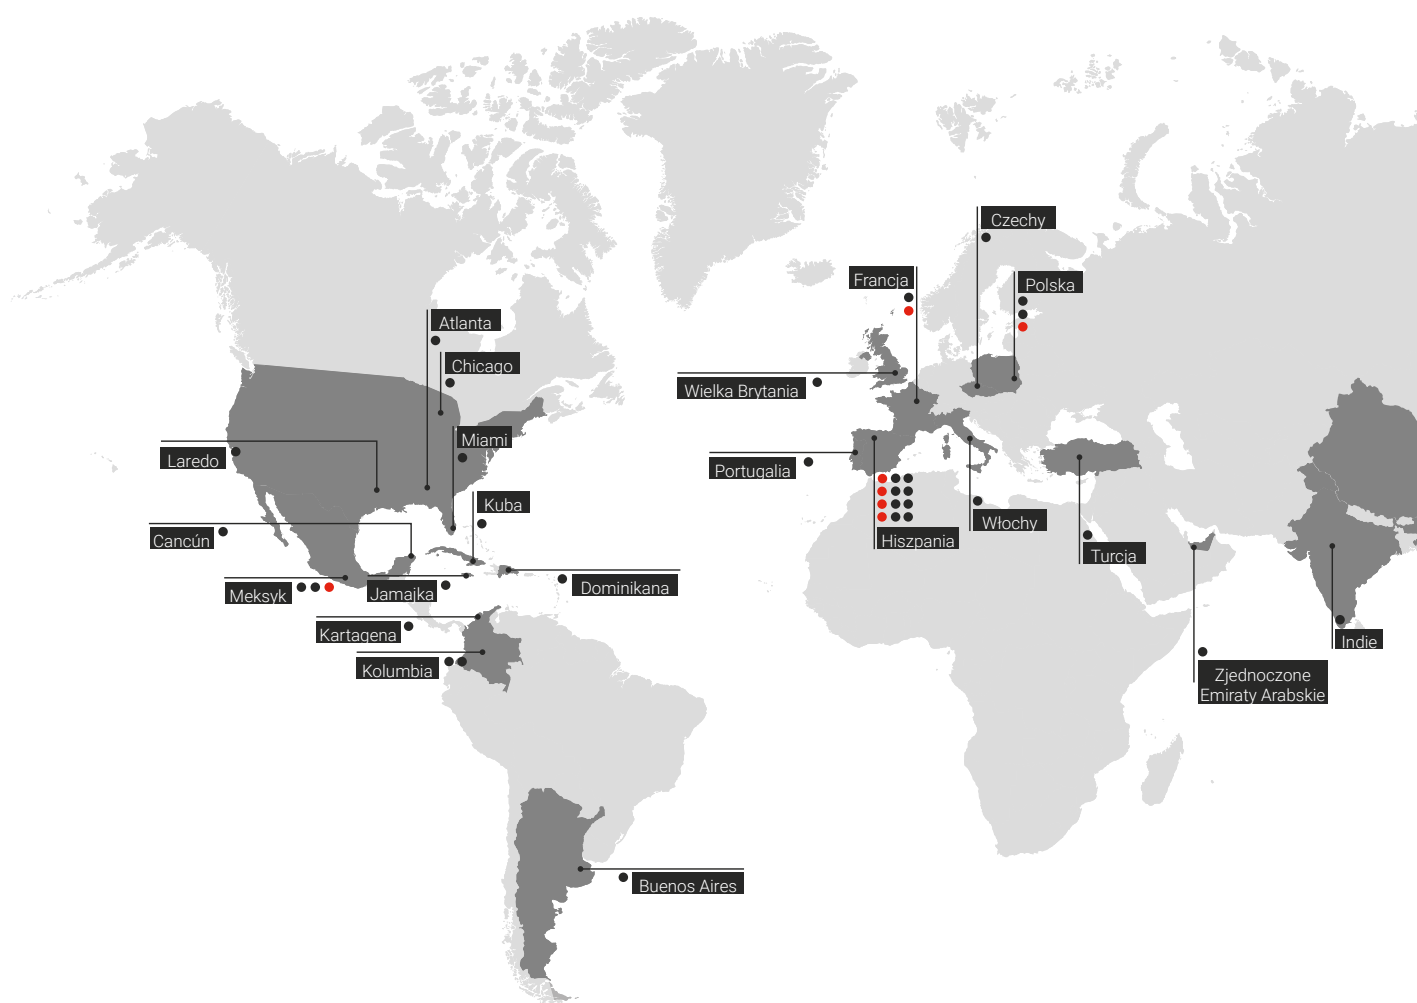 Czechy
Francja
Polska
Atlanta
Chicago
Wielka Brytania
Miami
Laredo
Portugalia
Kuba
Włochy
Cancún
Hiszpania
Turcja
Dominikana
Meksyk
Jamajka
Kartagena
Indie
Kolumbia
Zjednoczone
Emiraty Arabskie
Buenos Aires